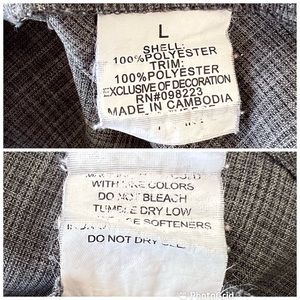 L
SHELL:
100%POLYESTER
TRIM:
100%POLYESTER
EXCLUSIVE OF DECORATION
RN#098223
MADE IN CAMBODIA
WITH LIKE COLORS
DO NOT BLEACH
TUMBLE DRY LOW
SOFTENERS
DO NOT DRY